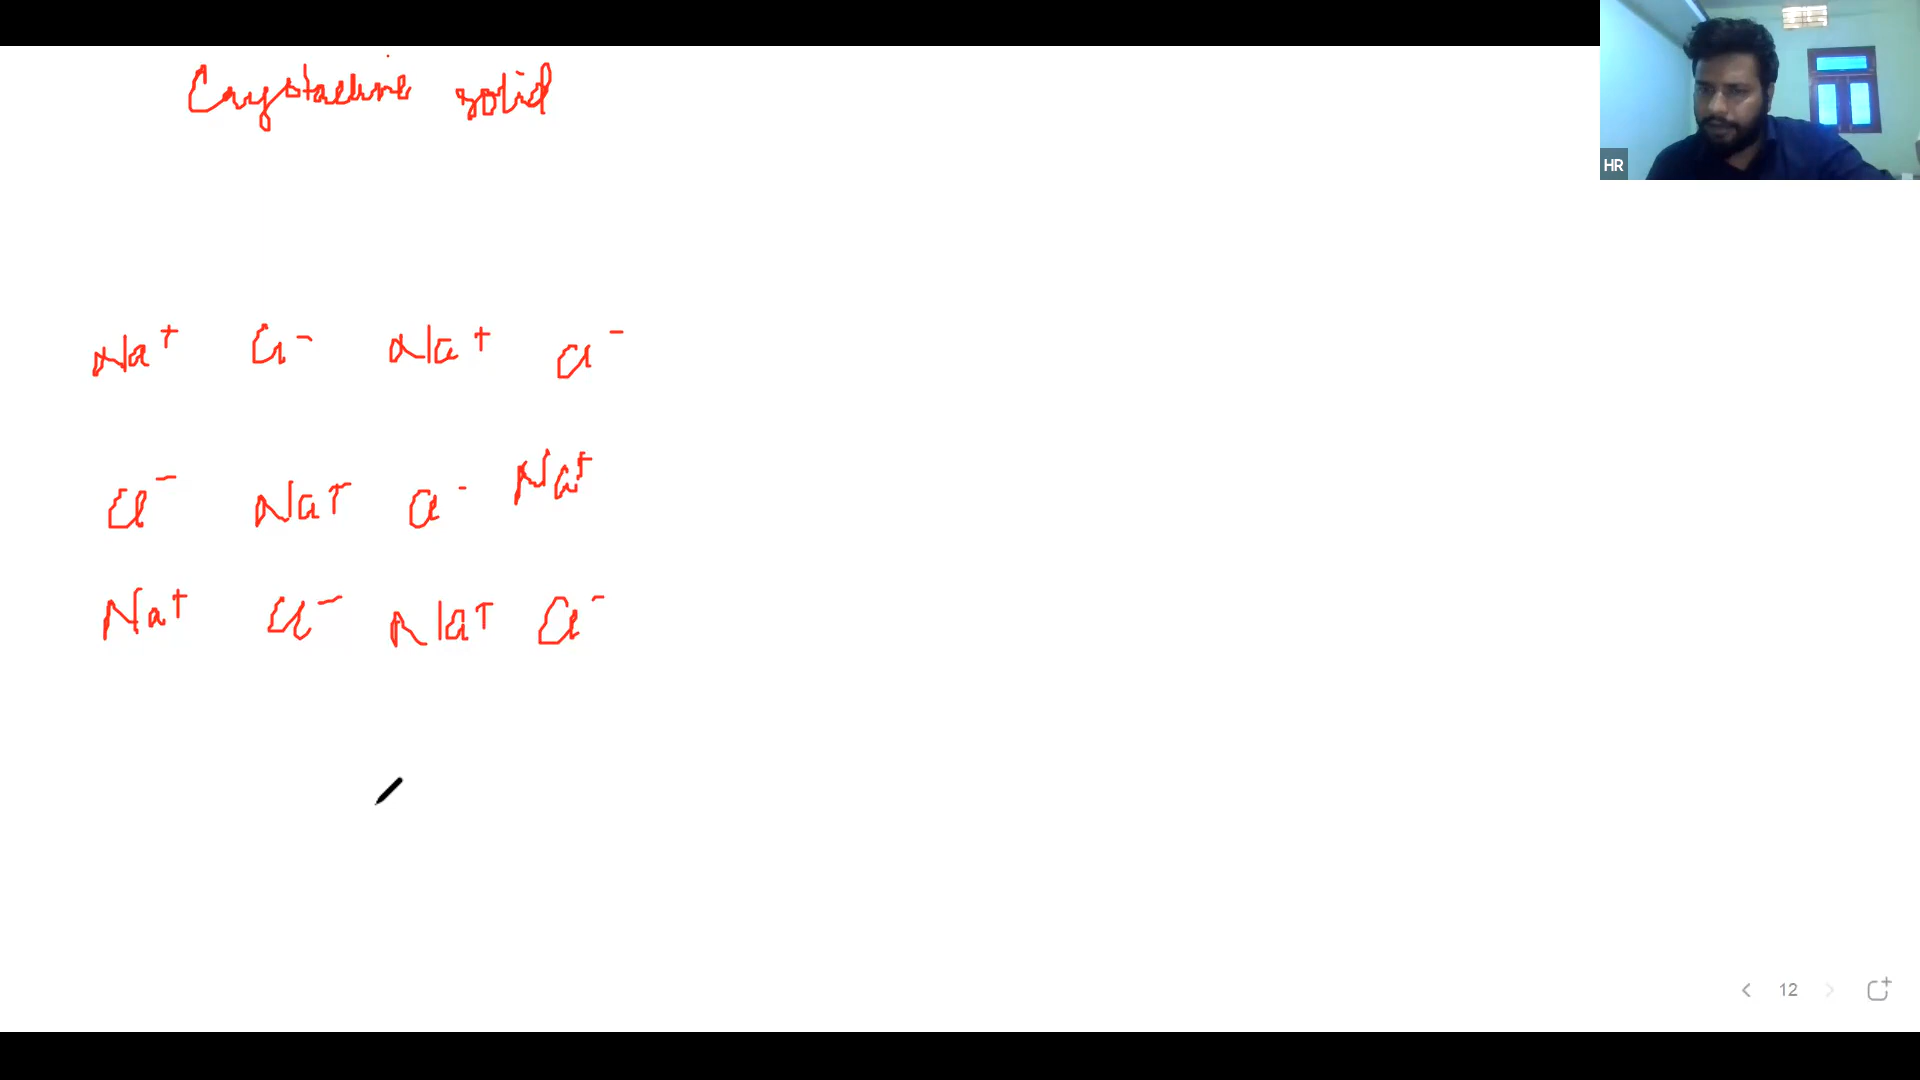 Crystalline solid
HR
Na+ Cl- Na+ Cl-
Cl- Na+ Cl- Na+
Na+ Cl- Na+ Cl-
12